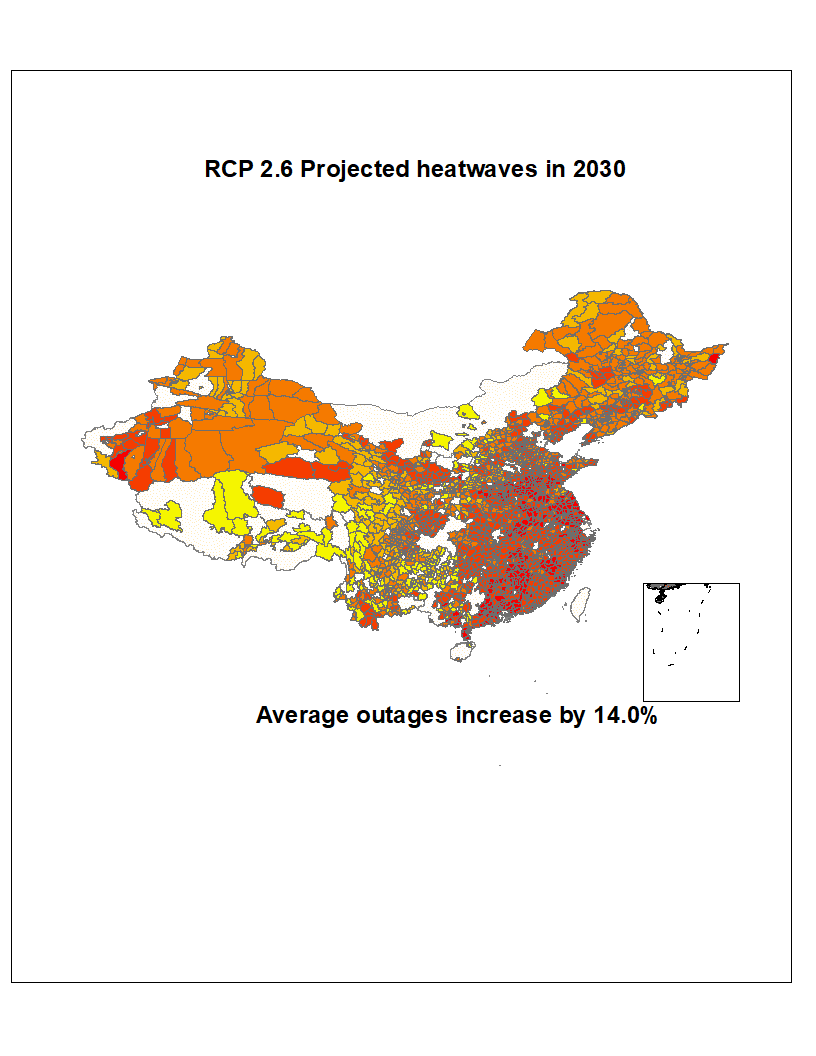 RCP 2.6 Projected heatwaves in 2030
Average outages increase by 14.0%